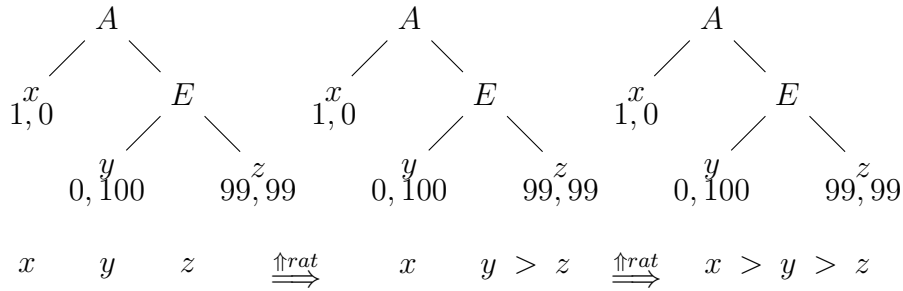 A A A
x E x E x E
1, 0 1, 0 1, 0
y z y z y z
0, 100 99, 99 0, 100 99, 99 0, 100 99, 99
x y z ⇑rat ⟹ x y > z ⇑rat ⟹ x > y > z